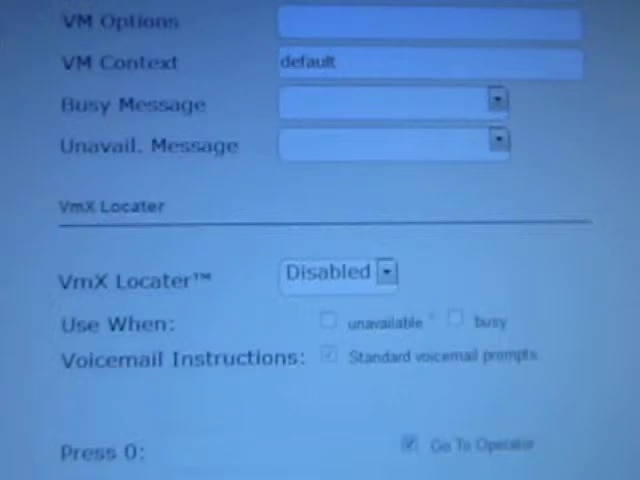 VM Options
VM Context default
Busy Message
Unavail. Message
VmX Locater
VmX Locater™ Disabled
Use When: unavailable busy
Voicemail Instructions: Standard voicemail prompts.
Press 0: Go To Operator